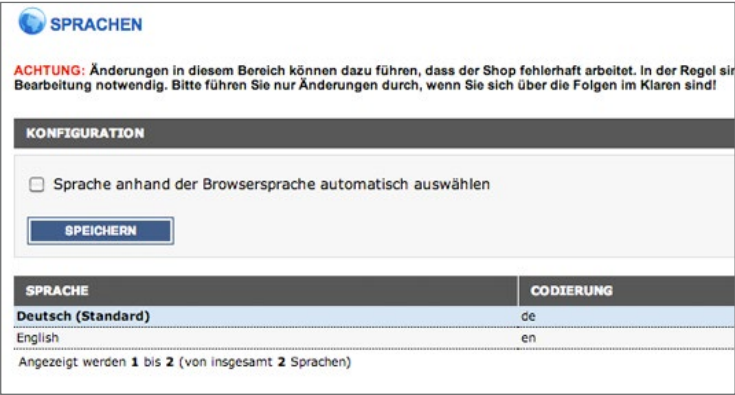 SPRACHEN
ACHTUNG: Änderungen in diesem Bereich können dazu führen, dass der Shop fehlerhaft arbeitet. In der Regel
Bearbeitung notwendig. Bitte führen Sie nur Änderungen durch, wenn Sie sich über die Folgen im Klaren sind!
KONFIGURATION
Sprache anhand der Browsersprache automatisch auswählen
SPEICHERN
SPRACHE CODIERUNG
Deutsch (Standard) de
English en
Angezeigt werden 1 bis 2 (von insgesamt 2 Sprachen)